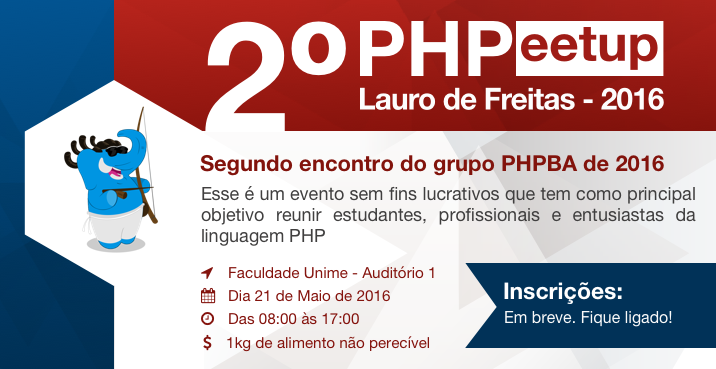 2º PHPeetup
Lauro de Freitas - 2016
Segundo encontro do grupo PHPBA de 2016
Esse é um evento sem fins lucrativos que tem como principal
objetivo reunir estudantes, profissionais e entusiastas da
linguagem PHP
Faculdade Unime - Auditório 1
Dia 21 de Maio de 2016
Das 08:00 às 17:00
$ 1kg de alimento não perecível
Inscrições:
Em breve. Fique ligado!